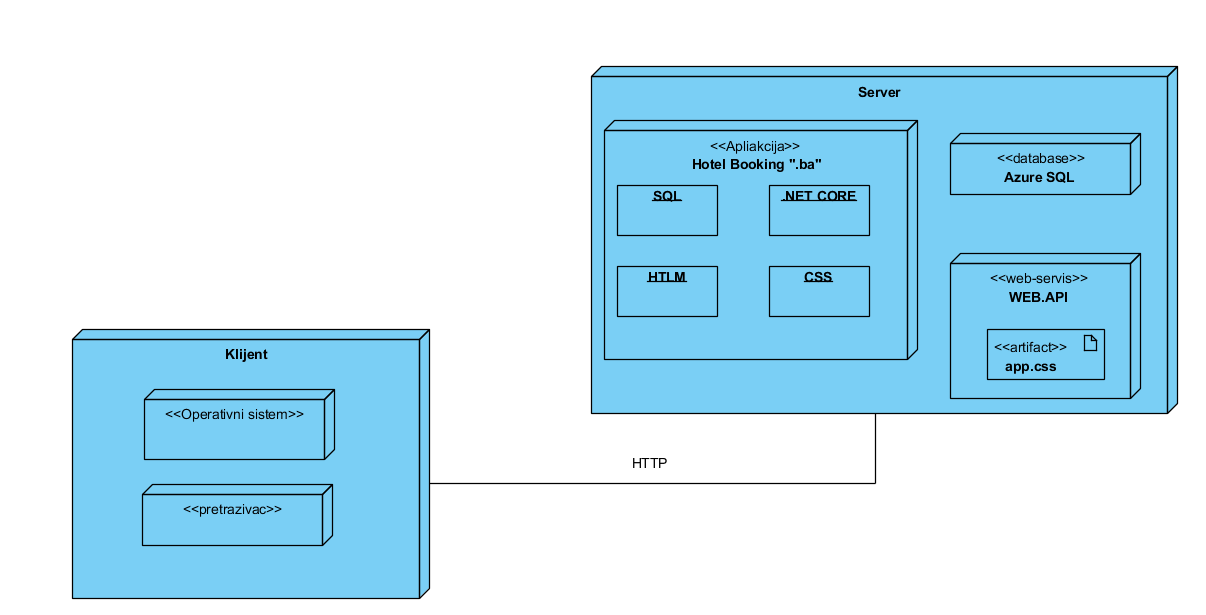 Server
<<Apliakcija>>
Hotel Booking ".ba"
SQL
.NET CORE
HTLM
CSS
<<database>>
Azure SQL
<<web-servis>>
WEB.API
<<artifact>>
app.css
Klijent
<<Operativni sistem>>
<<pretrazivac>>
HTTP